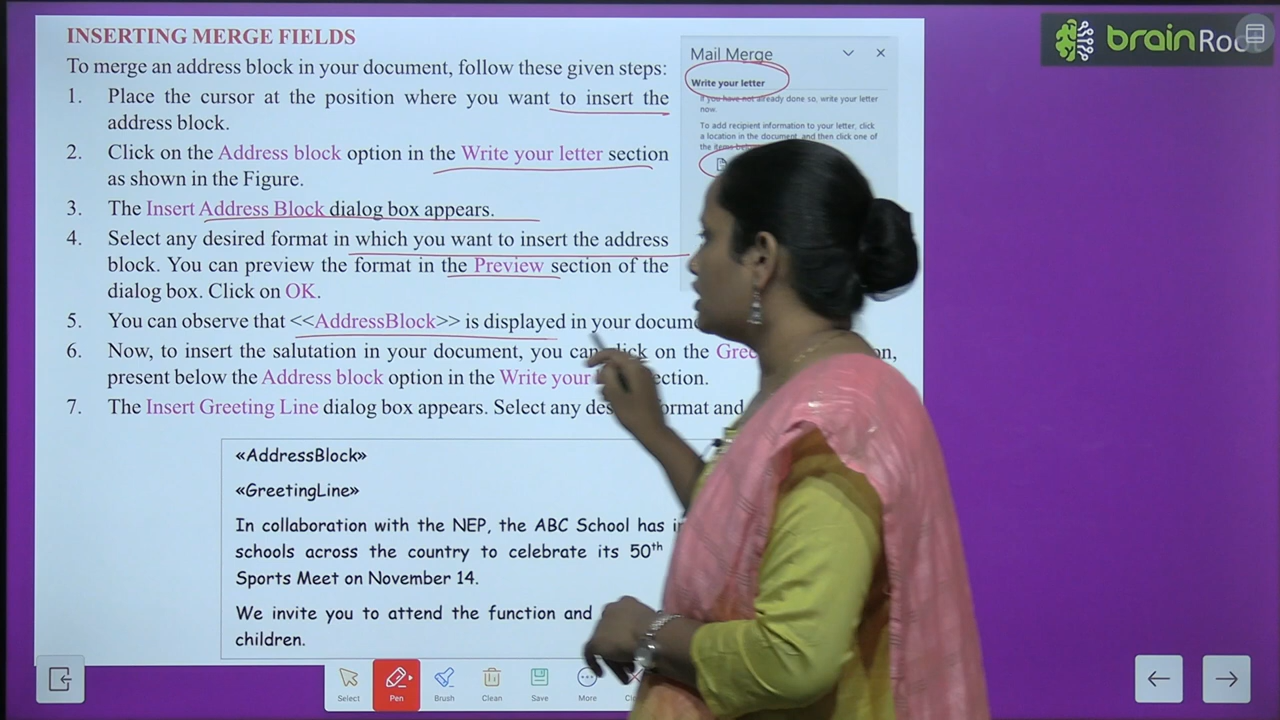 INSERTING MERGE FIELDS
To merge an address block in your document, follow these given steps:
1. Place the cursor at the position where you want to insert the
address block.
2. Click on the Address block option in the Write your letter section
as shown in the Figure.
3. The Insert Address Block dialog box appears.
4. Select any desired format in which you want to insert the address
block. You can preview the format in the Preview section of the
dialog box. Click on OK.
5. You can observe that <<AddressBlock>> is displayed in your
6. Now, to insert the salutation in your document, you can click on the
present below the Address block option in the Write your section.
7. The Insert Greeting Line dialog box appears. Select any format and
Mail Merge
Write your letter
If you have not already done so, write your letter
now.
To add recipient information to your letter, click
a location in the document, and then click one of
the items
«AddressBlock»
«GreetingLine»
In collaboration with the NEP, the ABC School has
schools across the country to celebrate its 50th
Sports Meet on November 14.
We invite you to attend the function and
children.
brainRoot
Select
Pen
Brush
Clean
Save
More